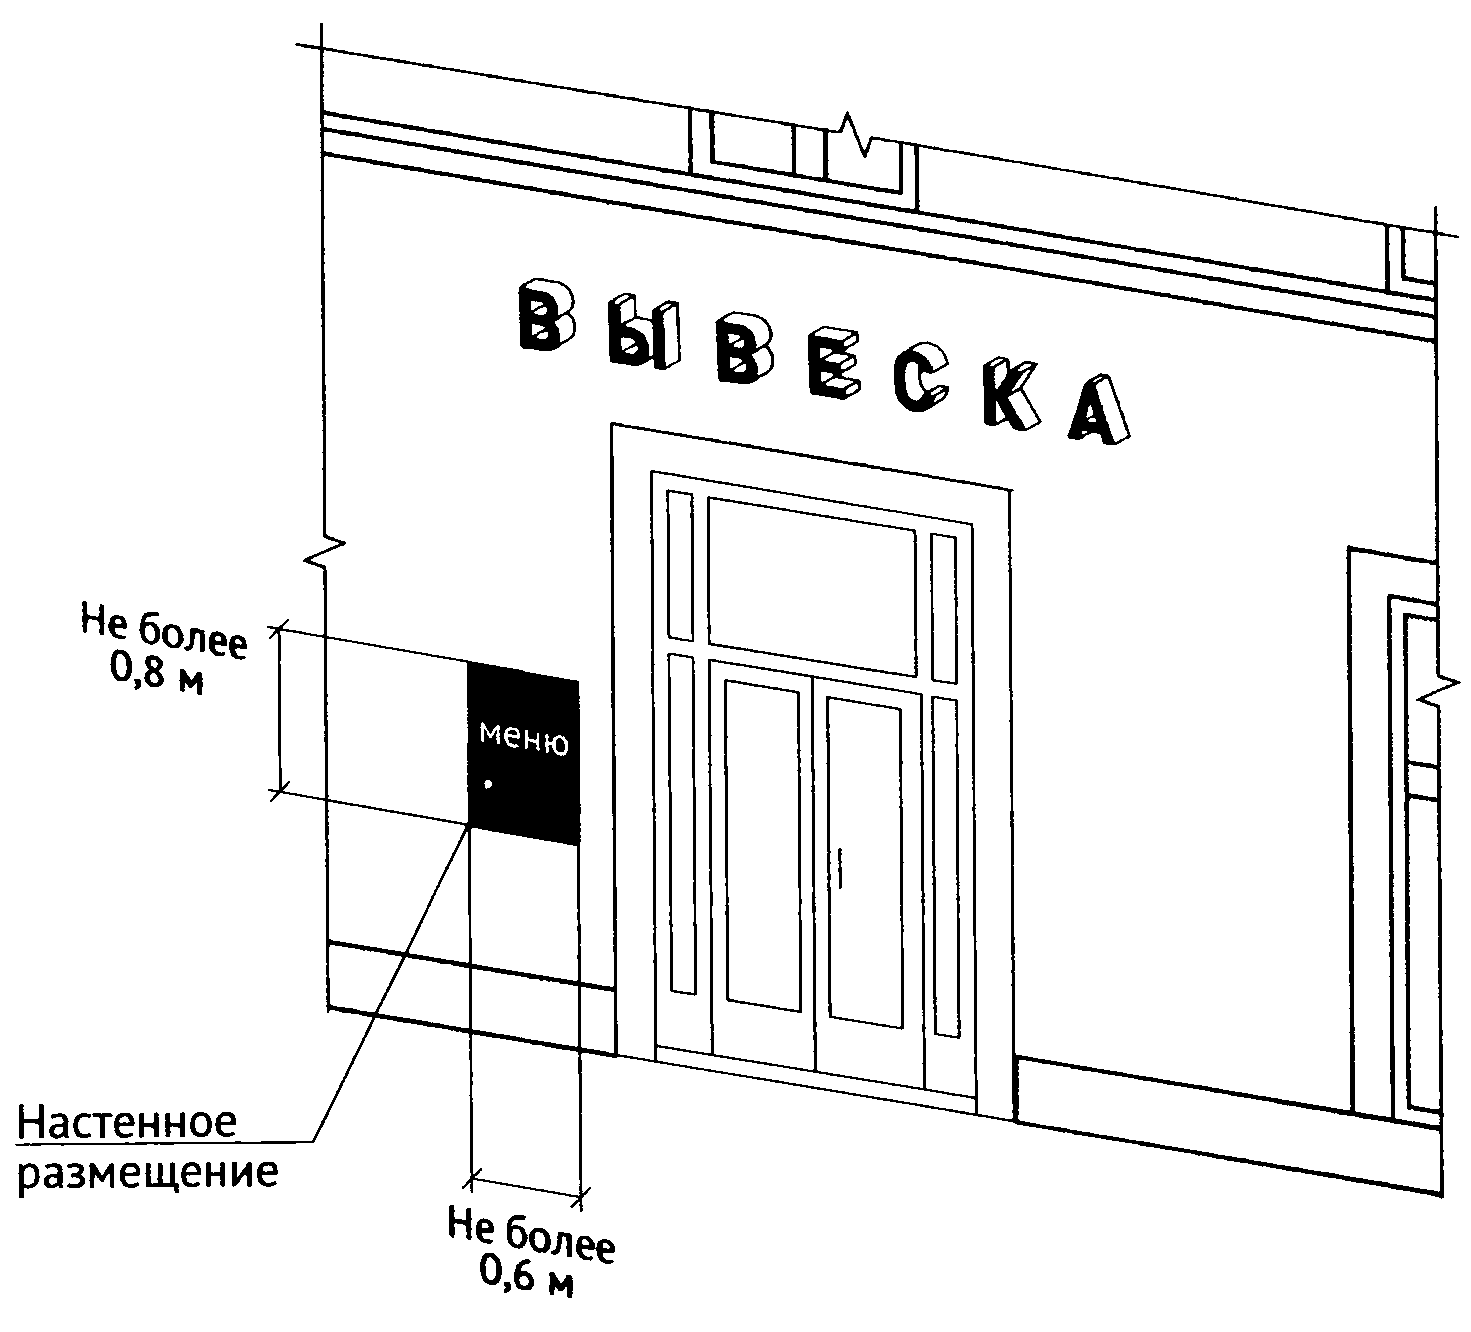 ВЫВЕСКА
Не более
0,8 м
меню
Настенное
размещение
Не более
0,6 м